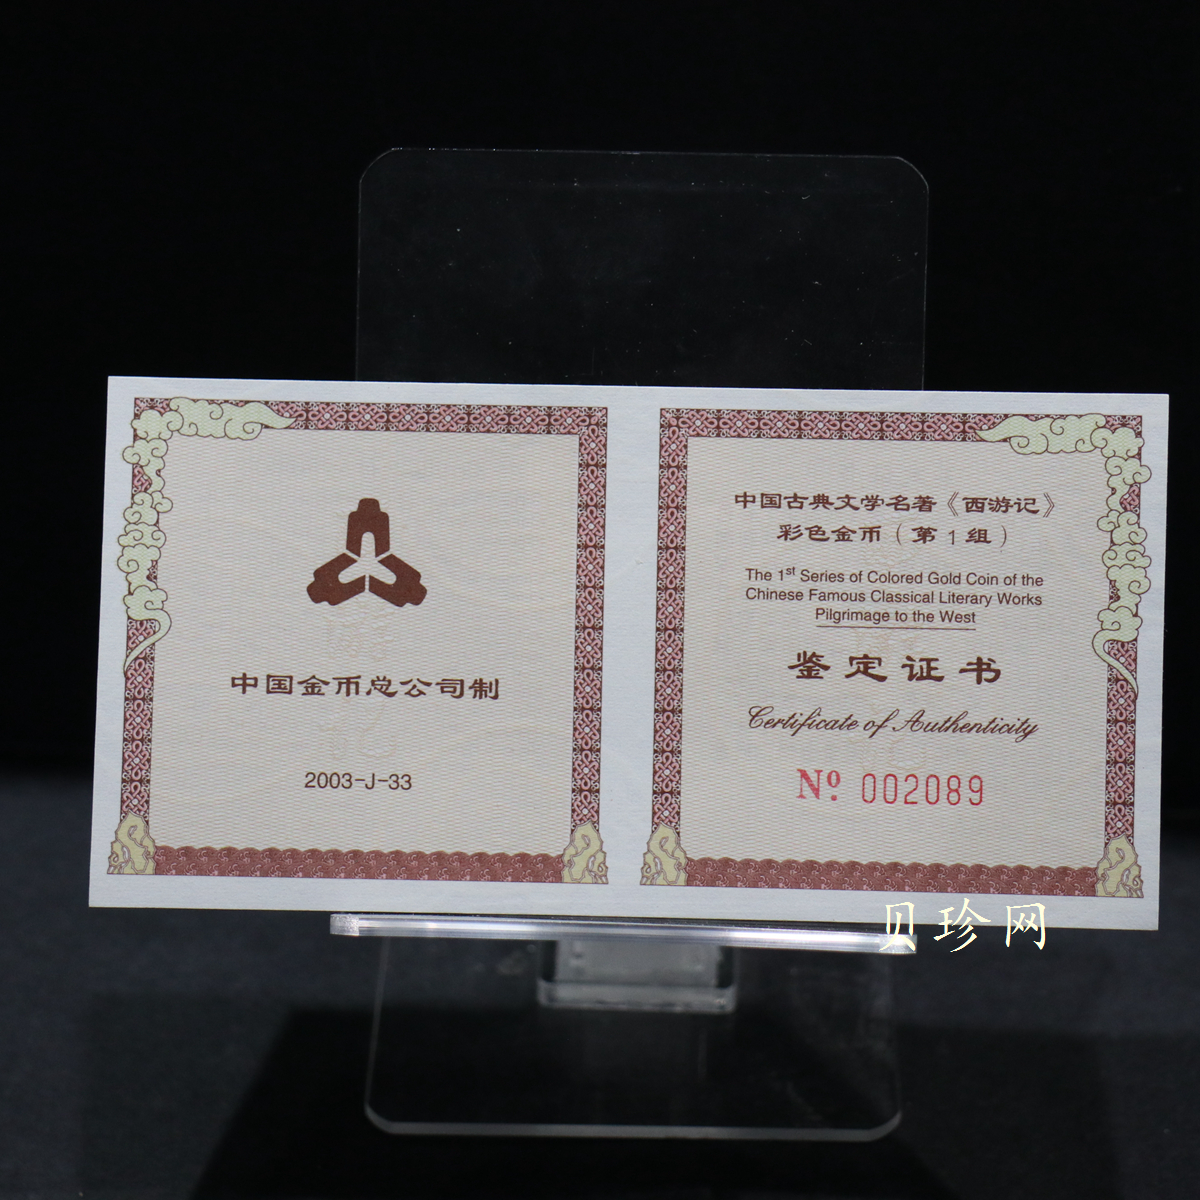 中国金币总公司制
2003-J-33
中国古典文学名著《西游记》
彩色金币（第1组）
The 1st Series of Colored Gold Coin of the
Chinese Famous Classical Literary Works
Pilgrimage to the West
鉴定证书
Certificate of Authenticity
Nº 002089
贝珍网